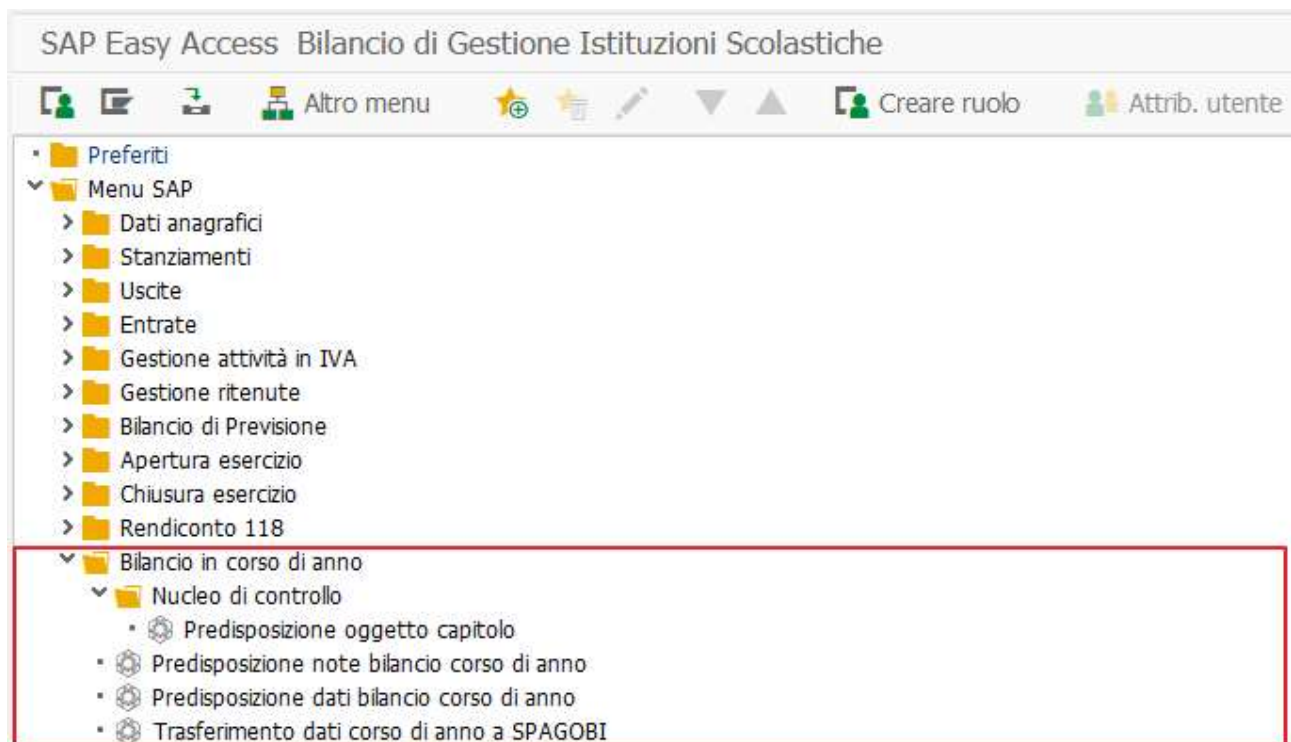 SAP Easy Access Bilancio di Gestione Istituzioni Scolastiche
Altro menu Creare ruolo Attrib. utente
Preferiti
Menu SAP
Dati anagrafici
Stanziamenti
Uscite
Entrate
Gestione attività in IVA
Gestione ritenute
Bilancio di Previsione
Apertura esercizio
Chiusura esercizio
Rendiconto 118
Bilancio in corso di anno
Nucleo di controllo
Predisposizione oggetto capitolo
Predisposizione note bilancio corso di anno
Predisposizione dati bilancio corso di anno
Trasferimento dati corso di anno a SPAGOBI